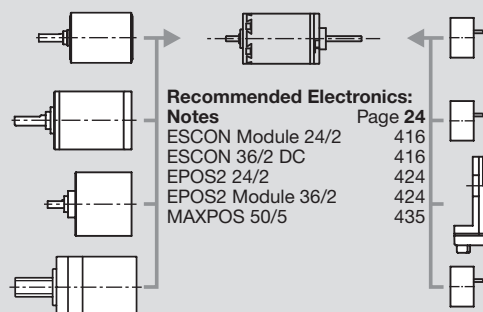 Recommended Electronics:
Notes Page 24
ESCON Module 24/2 416
ESCON 36/2 DC 416
EPOS2 24/2 424
EPOS2 Module 36/2 424
MAXPOS 50/5 435